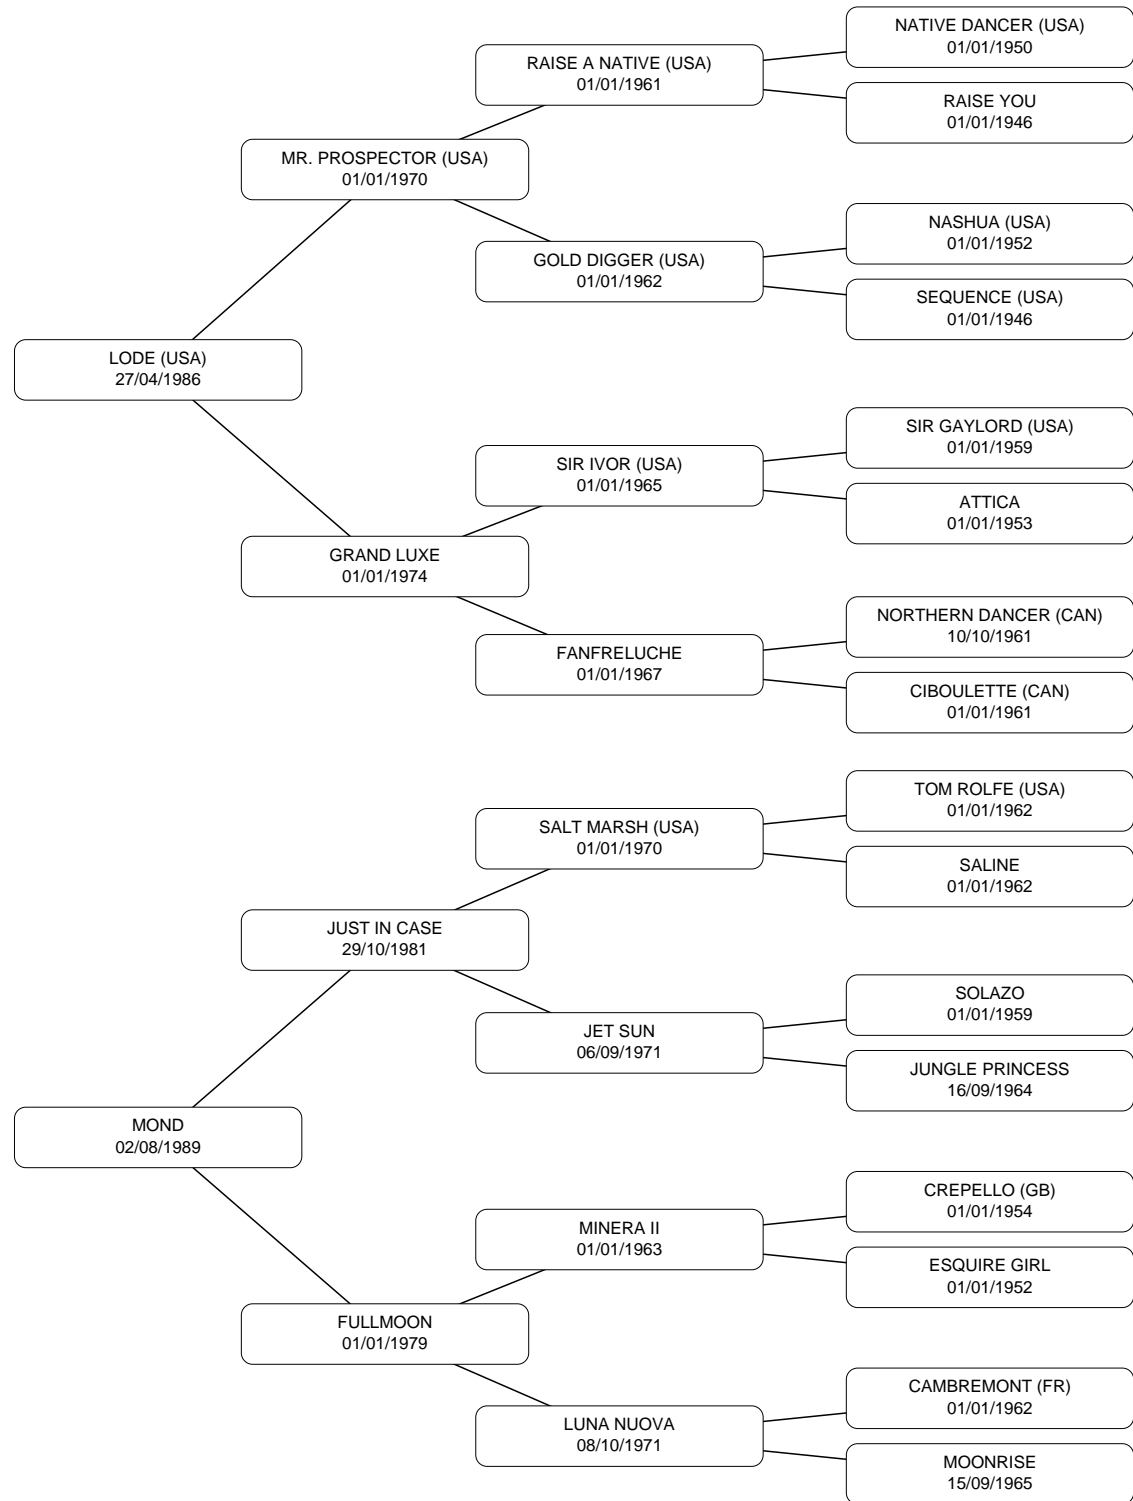 NATIVE DANCER (USA)
01/01/1950
RAISE A NATIVE (USA)
01/01/1961
RAISE YOU
01/01/1946
MR. PROSPECTOR (USA)
01/01/1970
NASHUA (USA)
01/01/1952
GOLD DIGGER (USA)
01/01/1962
SEQUENCE (USA)
01/01/1946
LODE (USA)
27/04/1986
SIR GAYLORD (USA)
01/01/1959
SIR IVOR (USA)
01/01/1965
ATTICA
01/01/1953
GRAND LUXE
01/01/1974
NORTHERN DANCER (CAN)
10/10/1961
FANFRELUCHE
01/01/1967
CIBOULETTE (CAN)
01/01/1961
TOM ROLFE (USA)
01/01/1962
SALT MARSH (USA)
01/01/1970
SALINE
01/01/1962
JUST IN CASE
29/10/1981
SOLAZO
01/01/1959
JET SUN
06/09/1971
JUNGLE PRINCESS
16/09/1964
MOND
02/08/1989
CREPELLO (GB)
01/01/1954
MINERA II
01/01/1963
ESQUIRE GIRL
01/01/1952
FULLMOON
01/01/1979
CAMBREMONT (FR)
01/01/1962
LUNA NUOVA
08/10/1971
MOONRISE
15/09/1965